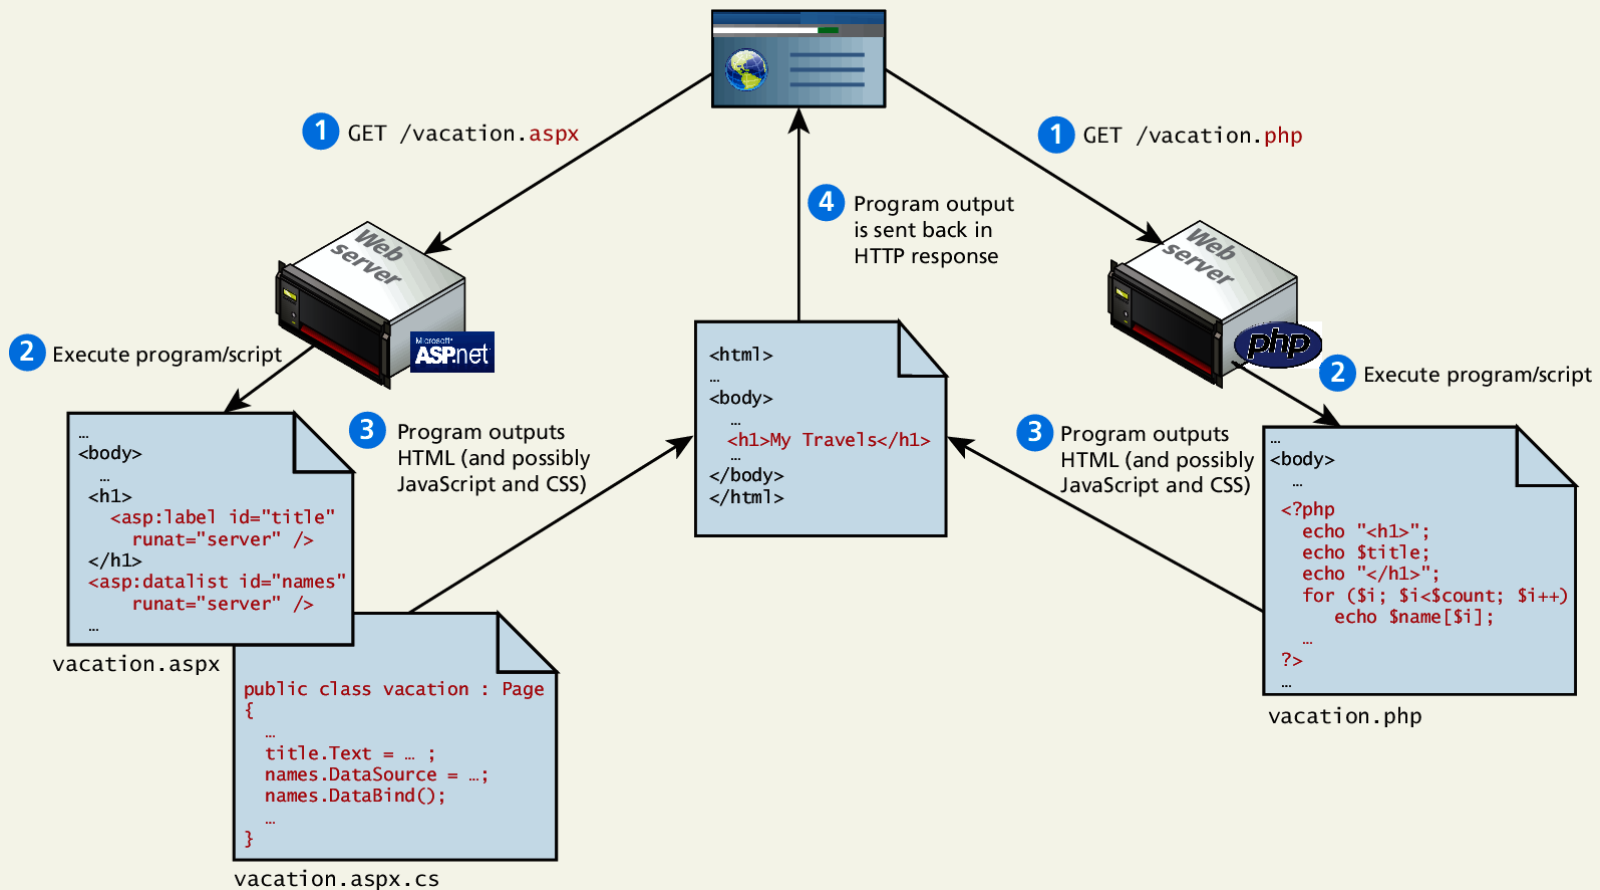 1 GET /vacation.aspx
1 GET /vacation.php
4 Program output
is sent back in
HTTP response
Web
server
Microsoft
ASP.net
Web
server
php
2 Execute program/script
2 Execute program/script
…
<body>
…
<h1>
<asp:label id="title"
runat="server" />
</h1>
<asp:datalist id="names"
runat="server" />
…
vacation.aspx
public class vacation : Page
{
…
title.Text = … ;
names.DataSource = …;
names.DataBind();
…
}
vacation.aspx.cs
3 Program outputs
HTML (and possibly
JavaScript and CSS)
<html>
…
<body>
…
<h1>My Travels</h1>
…
</body>
</html>
3 Program outputs
HTML (and possibly
JavaScript and CSS)
…
<body>
…
<?php
echo "<h1>";
echo $title;
echo "</h1>";
for ($i; $i<$count; $i++)
echo $name[$i];
…
?>
…
vacation.php